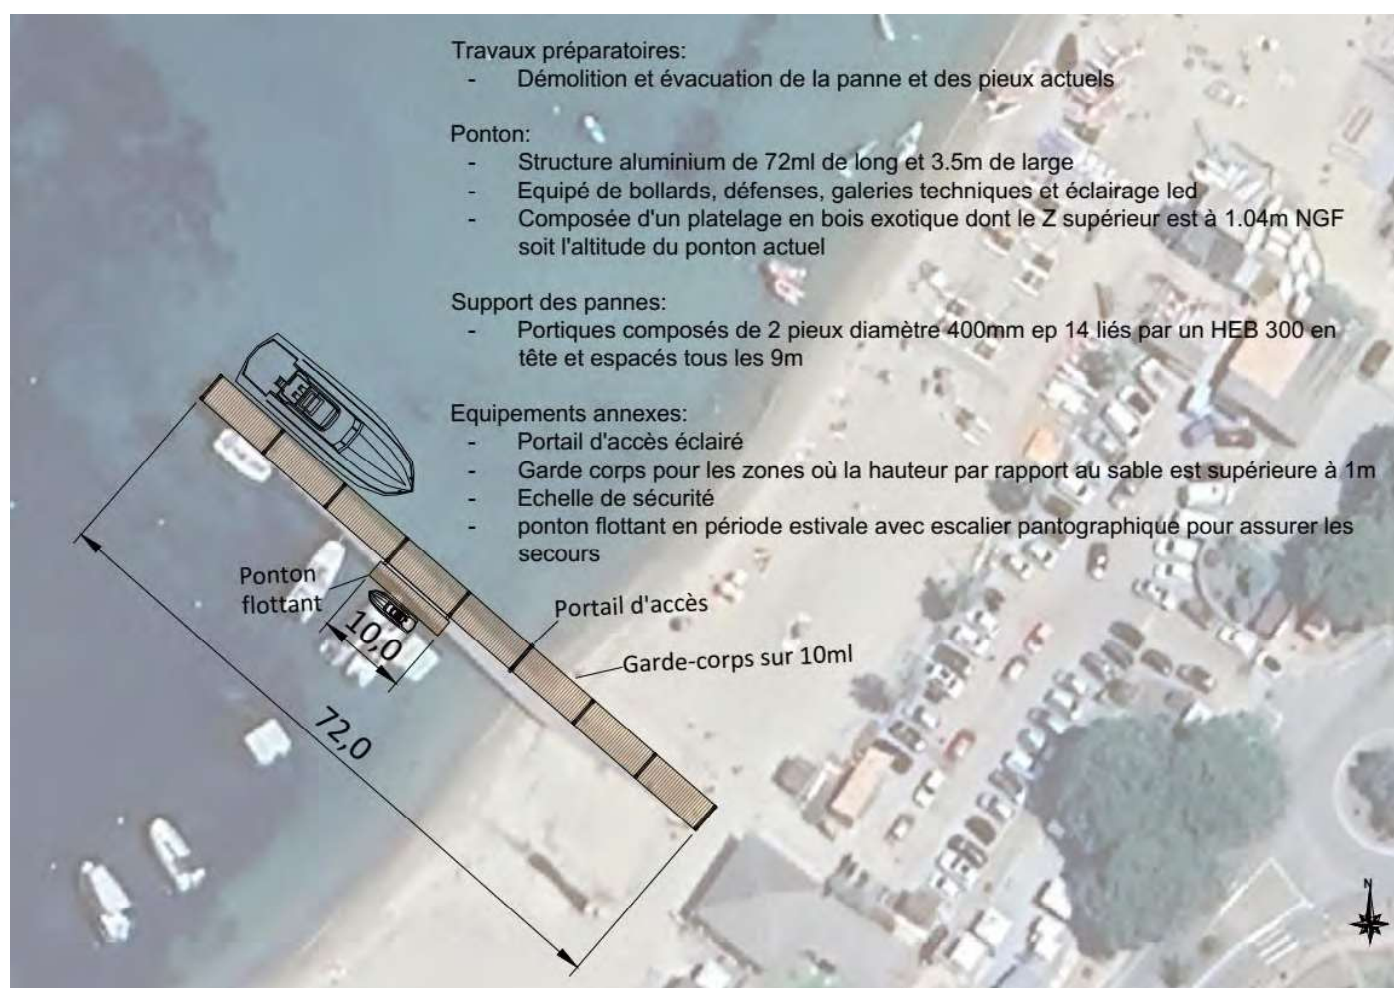 Travaux préparatoires:
- Démolition et évacuation de la panne et des pieux actuels
Ponton:
- Structure aluminium de 72ml de long et 3.5m de large
- Equipé de bollards, défenses, galeries techniques et éclairage led
- Composée d'un platelage en bois exotique dont le Z supérieur est à 1.04m NGF
soit l'altitude du ponton actuel
Support des pannes:
- Portiques composés de 2 pieux diamètre 400mm ep 14 liés par un HEB 300 en
tête et espacés tous les 9m
Equipements annexes:
- Portail d'accès éclairé
- Garde corps pour les zones où la hauteur par rapport au sable est supérieure à 1m
- Echelle de sécurité
- ponton flottant en période estivale avec escalier pantographique pour assurer les
secours
Ponton
flottant
Portail d'accès
10,0
Garde-corps sur 10ml
72,0
N